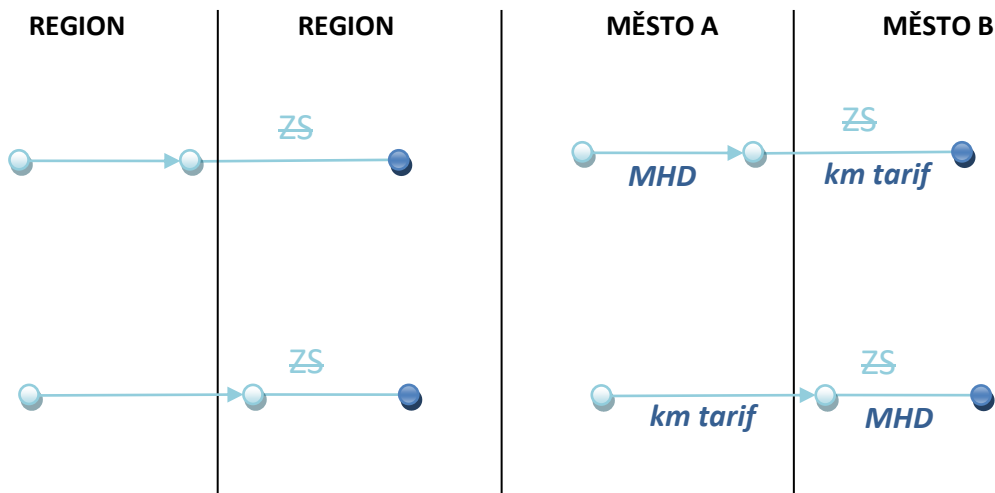 REGION REGION MĚSTO A MĚSTO B
ZS ZS
MHD km tarif
ZS ZS
km tarif MHD